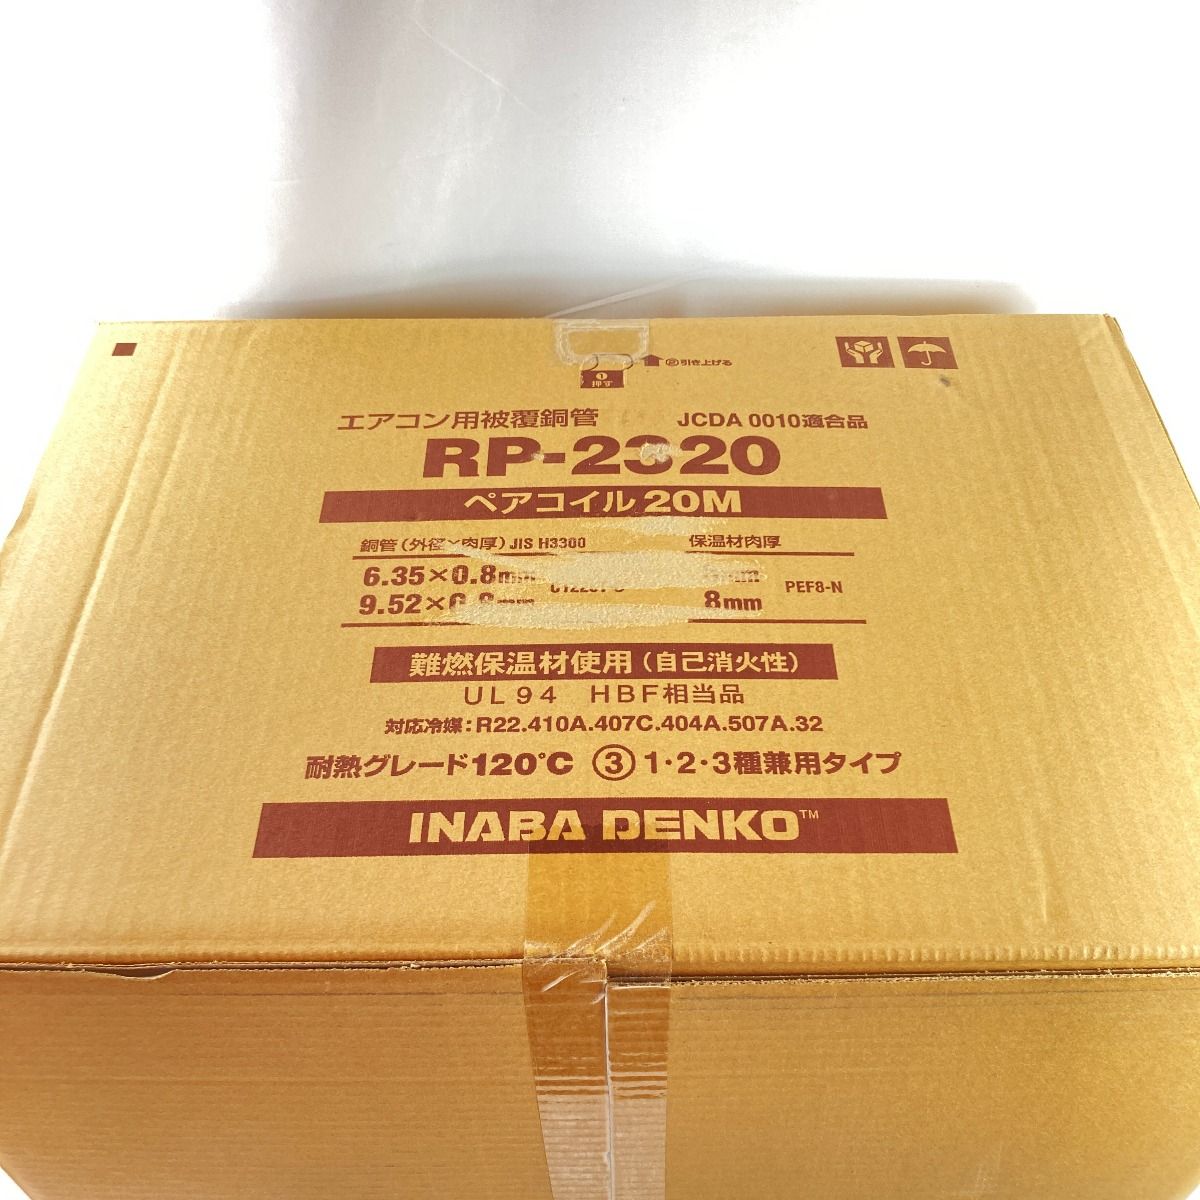 ②引き上げる
①
押す
エアコン用被覆銅管 JCDA 0010適合品
RP-2320
ペアコイル 20M
銅管(外径×肉厚) JIS H3300 保温材肉厚
6.35×0.8mm
9.52× 8mm PEF8-N
難燃保温材使用(自己消火性)
UL94 HBF相当品
対応冷媒:R22.410A.407C.404A.507A.32
耐熱グレード120℃ ③ 1・2・3種兼用タイプ
INABA DENKO™